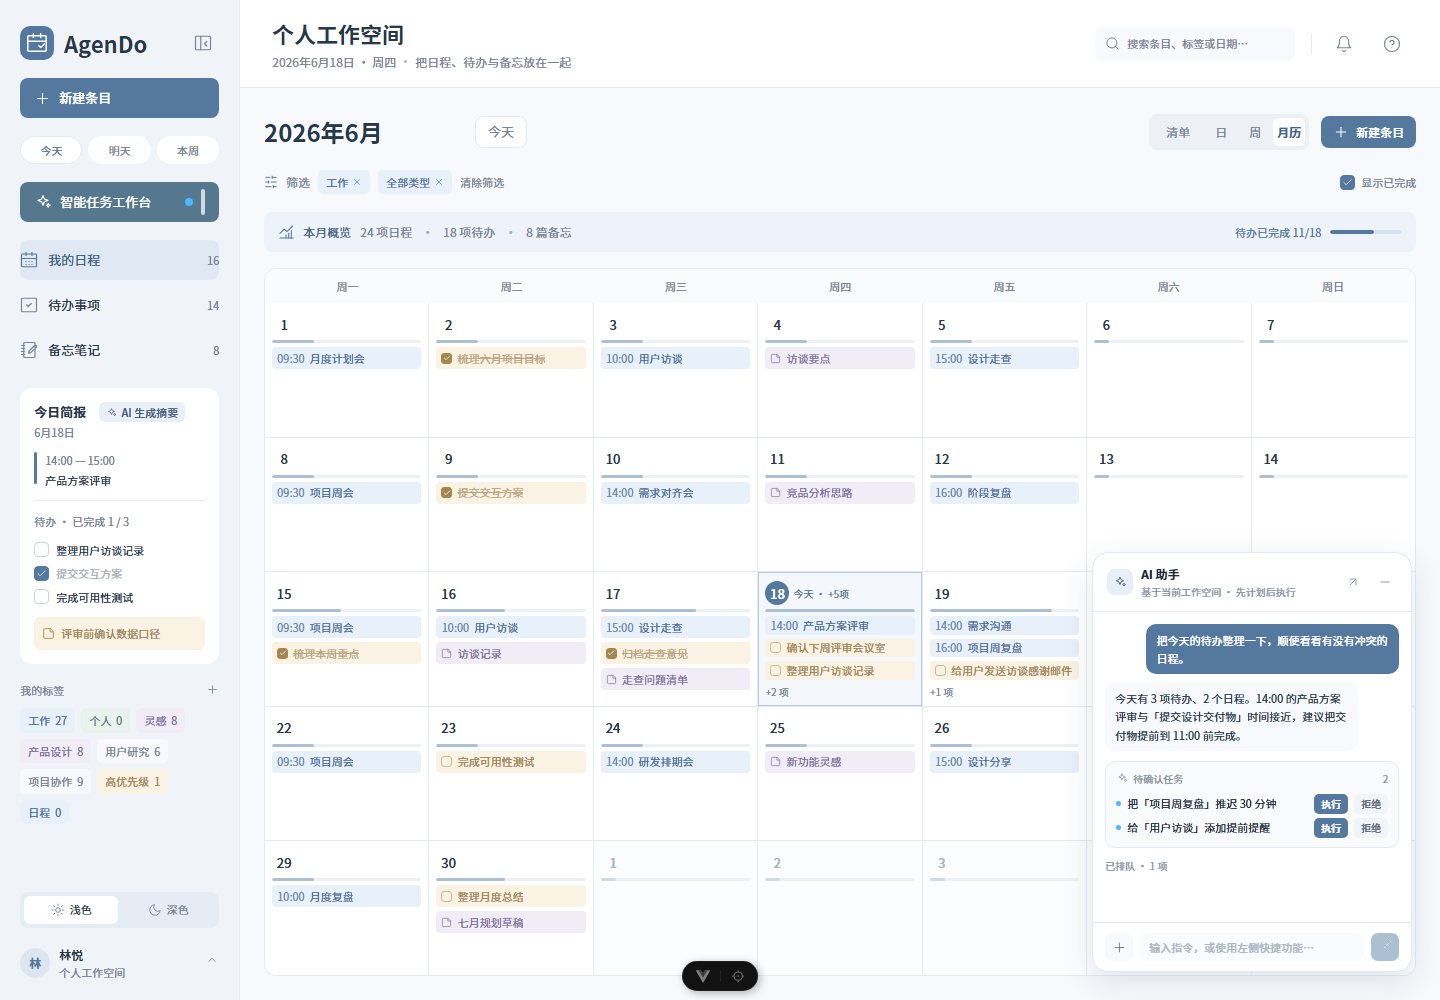 AgenDo
新建条目
今天
明天
本周
智能任务工作台
我的日程 16
待办事项 14
备忘笔记 8
今日简报
AI 生成摘要
6月18日
14:00 — 15:00
产品方案评审
待办 · 已完成 1 / 3
整理用户访谈记录
提交交互方案
完成可用性测试
评审前确认数据口径
我的标签
工作 27
个人 0
灵感 8
产品设计 8
用户研究 6
项目协作 9
高优先级 1
日程 0
浅色
深色
林
林悦
个人工作空间
个人工作空间
2026年6月18日 · 周四 · 把日程、待办与备忘放在一起
搜索条目、标签或日期…
2026年6月
今天
清单
日
周
月历
新建条目
筛选
工作
全部类型
清除筛选
显示已完成
本月概览 24 项日程 · 18 项待办 · 8 篇备忘
待办已完成 11/18
周一
周二
周三
周四
周五
周六
周日
1
09:30 月度计划会
2
梳理六月项目目标
3
10:00 用户访谈
4
访谈要点
5
15:00 设计走查
6
7
8
09:30 项目周会
9
提交交互方案
10
14:00 需求对齐会
11
竞品分析思路
12
16:00 阶段复盘
13
14
15
09:30 项目周会
梳理本周重点
16
10:00 用户访谈
访谈记录
17
15:00 设计走查
归档走查意见
走查问题清单
18 今天 · +5项
14:00 产品方案评审
确认下周评审会议室
整理用户访谈记录
+2 项
19
14:00 需求沟通
16:00 项目周复盘
给用户发送访谈感谢邮件
+1 项
22
09:30 项目周会
23
完成可用性测试
24
14:00 研发排期会
25
新功能灵感
26
15:00 设计分享
29
10:00 月度复盘
30
整理月度总结
七月规划草稿
1
2
3
AI 助手
基于当前工作空间 · 先计划后执行
把今天的待办整理一下，顺便看看有没有冲突的
日程。
今天有 3 项待办、2 个日程。14:00 的产品方案
评审与「提交设计交付物」时间接近，建议把交
付物提前到 11:00 前完成。
待确认任务 2
把「项目周复盘」推迟 30 分钟
执行
拒绝
给「用户访谈」添加提前提醒
执行
拒绝
已排队 · 1 项
输入指令，或使用左侧快捷功能…